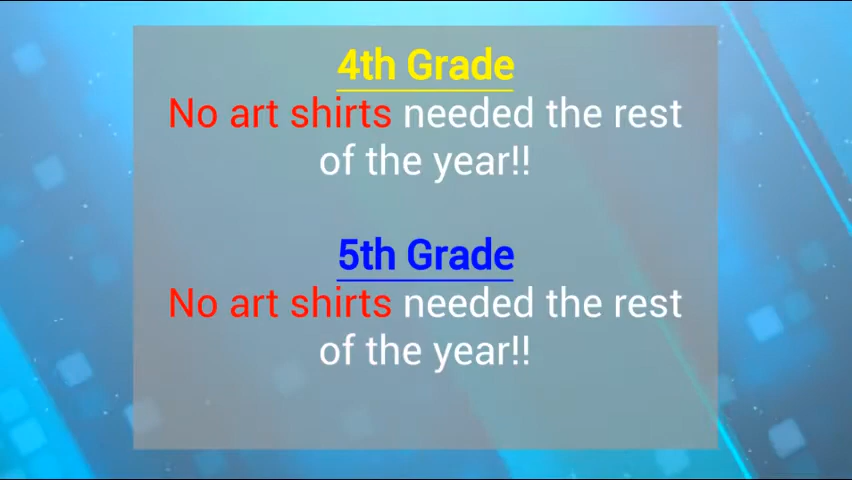 4th Grade
No art shirts needed the rest
of the year!!
5th Grade
No art shirts needed the rest
of the year!!